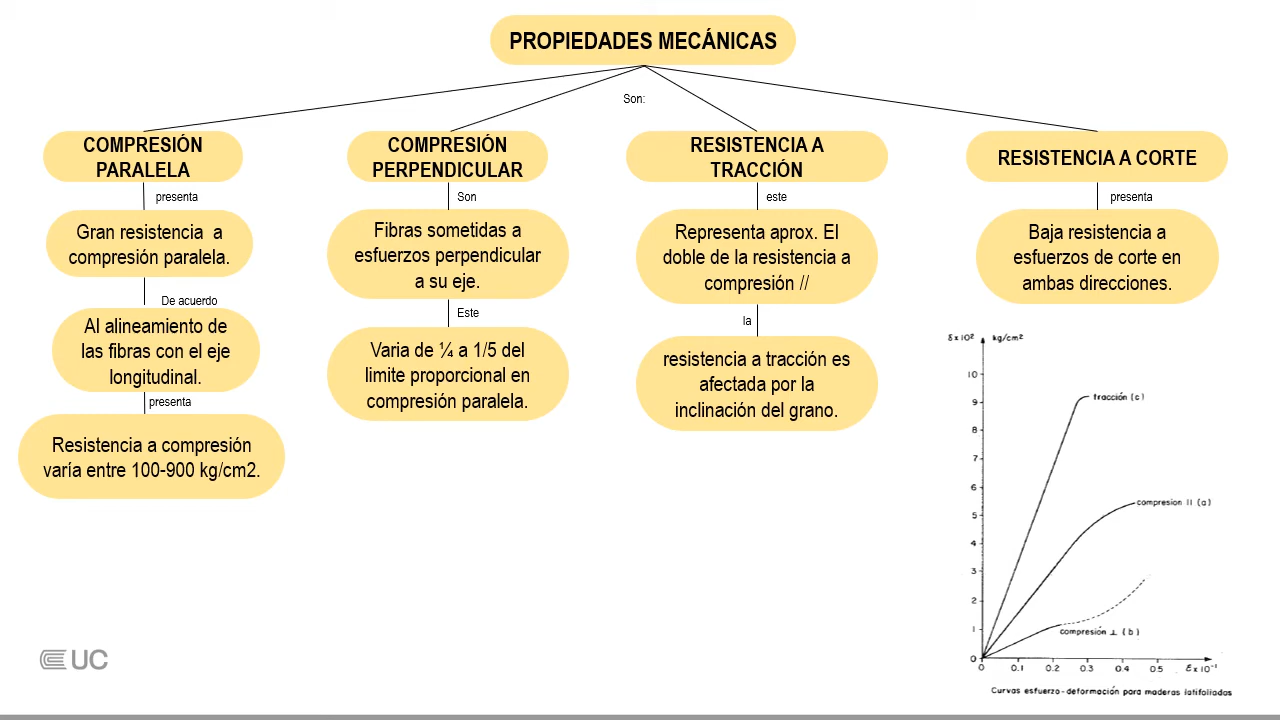 PROPIEDADES MECÁNICAS
Son:
COMPRESIÓN
PARALELA
presenta
Gran resistencia a
compresión paralela.
De acuerdo
Al alineamiento de
las fibras con el eje
longitudinal.
presenta
Resistencia a compresión
varía entre 100-900 kg/cm2.
COMPRESIÓN
PERPENDICULAR
Son
Fibras sometidas a
esfuerzos perpendicular
a su eje.
Este
Varia de ¼ a 1/5 del
limite proporcional en
compresión paralela.
RESISTENCIA A
TRACCIÓN
este
Representa aprox. El
doble de la resistencia a
compresión //
la
resistencia a tracción es
afectada por la
inclinación del grano.
RESISTENCIA A CORTE
presenta
Baja resistencia a
esfuerzos de corte en
ambas direcciones.
δx10² kg/cm²
10
9
8
7
6
5
4
3
2
1
0
tracción (c)
compresion II (a)
compresión ⊥ (b)
0 0.1 0.2 0.3 0.4 0.5 Ɛx10⁻¹
Curvas esfuerzo-deformación para maderas latifoliadas
UC